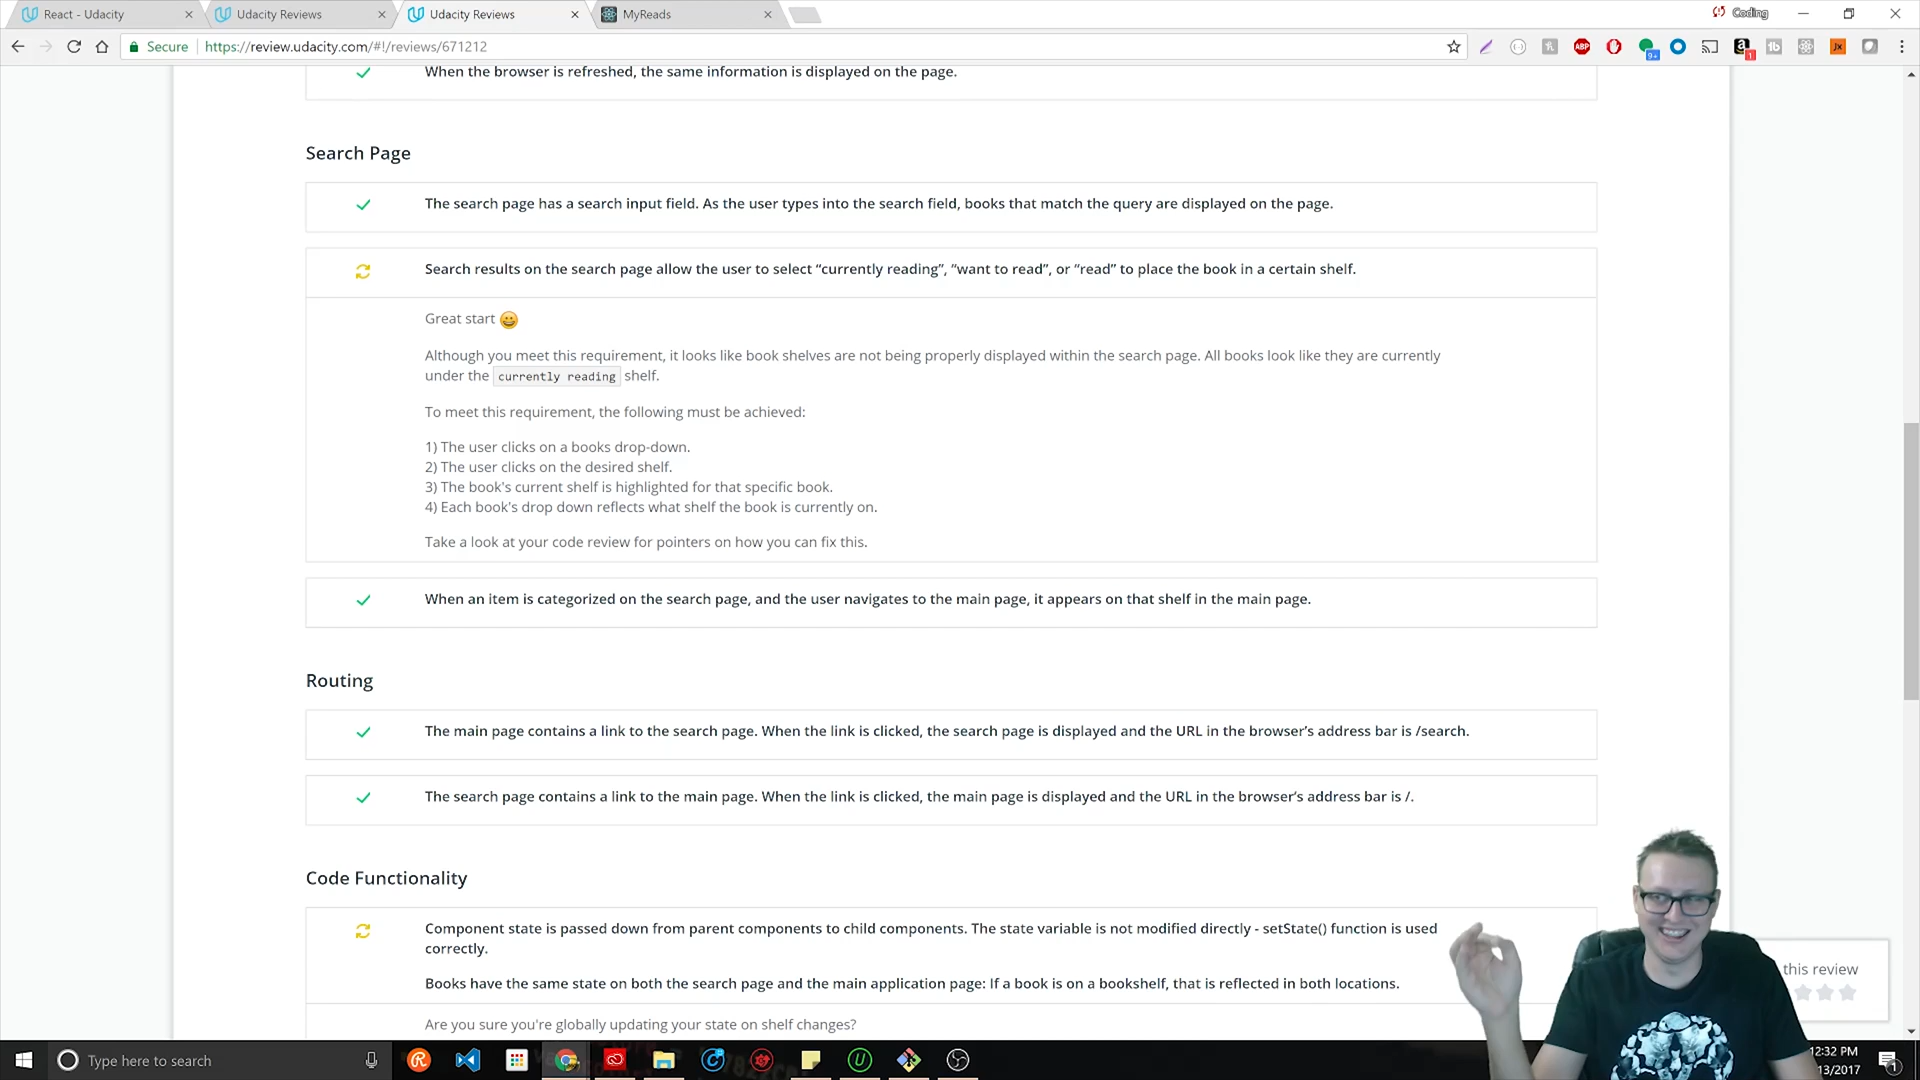 React - Udacity
Udacity Reviews
Udacity Reviews
MyReads
Coding
Secure
https://review.udacity.com/#!/reviews/671212
When the browser is refreshed, the same information is displayed on the page.
Search Page
The search page has a search input field. As the user types into the search field, books that match the query are displayed on the page.
Search results on the search page allow the user to select “currently reading”, “want to read”, or “read” to place the book in a certain shelf.
Great start
Although you meet this requirement, it looks like book shelves are not being properly displayed within the search page. All books look like they are currently
under the currently reading shelf.
To meet this requirement, the following must be achieved:
1) The user clicks on a books drop-down.
2) The user clicks on the desired shelf.
3) The book's current shelf is highlighted for that specific book.
4) Each book's drop down reflects what shelf the book is currently on.
Take a look at your code review for pointers on how you can fix this.
When an item is categorized on the search page, and the user navigates to the main page, it appears on that shelf in the main page.
Routing
The main page contains a link to the search page. When the link is clicked, the search page is displayed and the URL in the browser’s address bar is /search.
The search page contains a link to the main page. When the link is clicked, the main page is displayed and the URL in the browser’s address bar is /.
Code Functionality
Component state is passed down from parent components to child components. The state variable is not modified directly - setState() function is used
correctly.
Books have the same state on both the search page and the main application page: If a book is on a bookshelf, that is reflected in both locations.
Are you sure you're globally updating your state on shelf changes?
this review
Type here to search
12:32 PM
13/2017